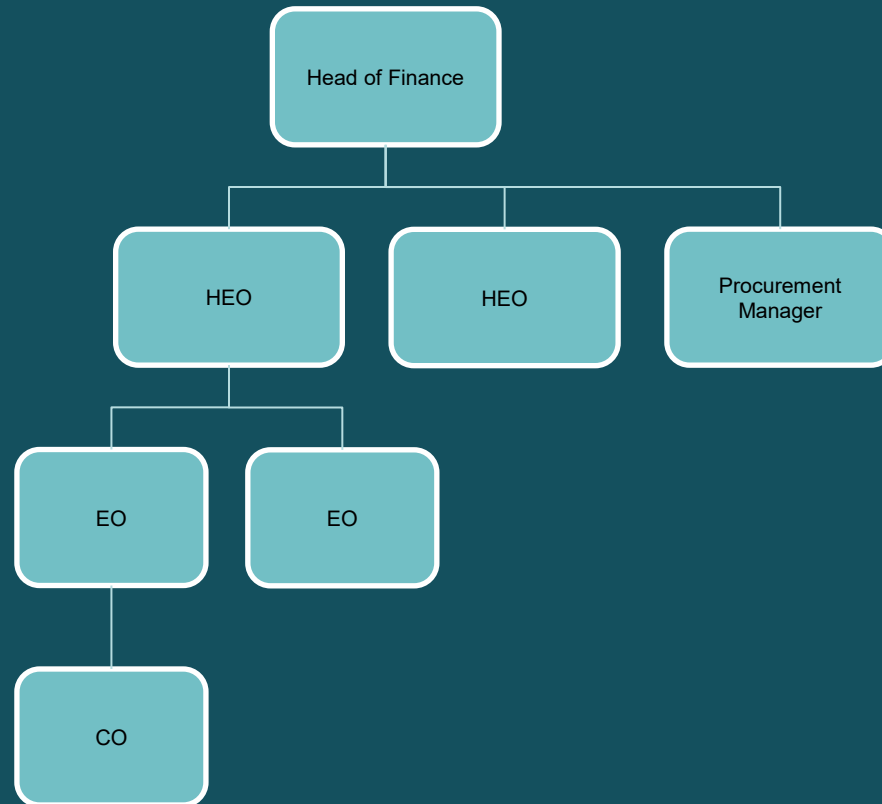 Head of Finance
HEO
HEO
Procurement
Manager
EO
EO
CO